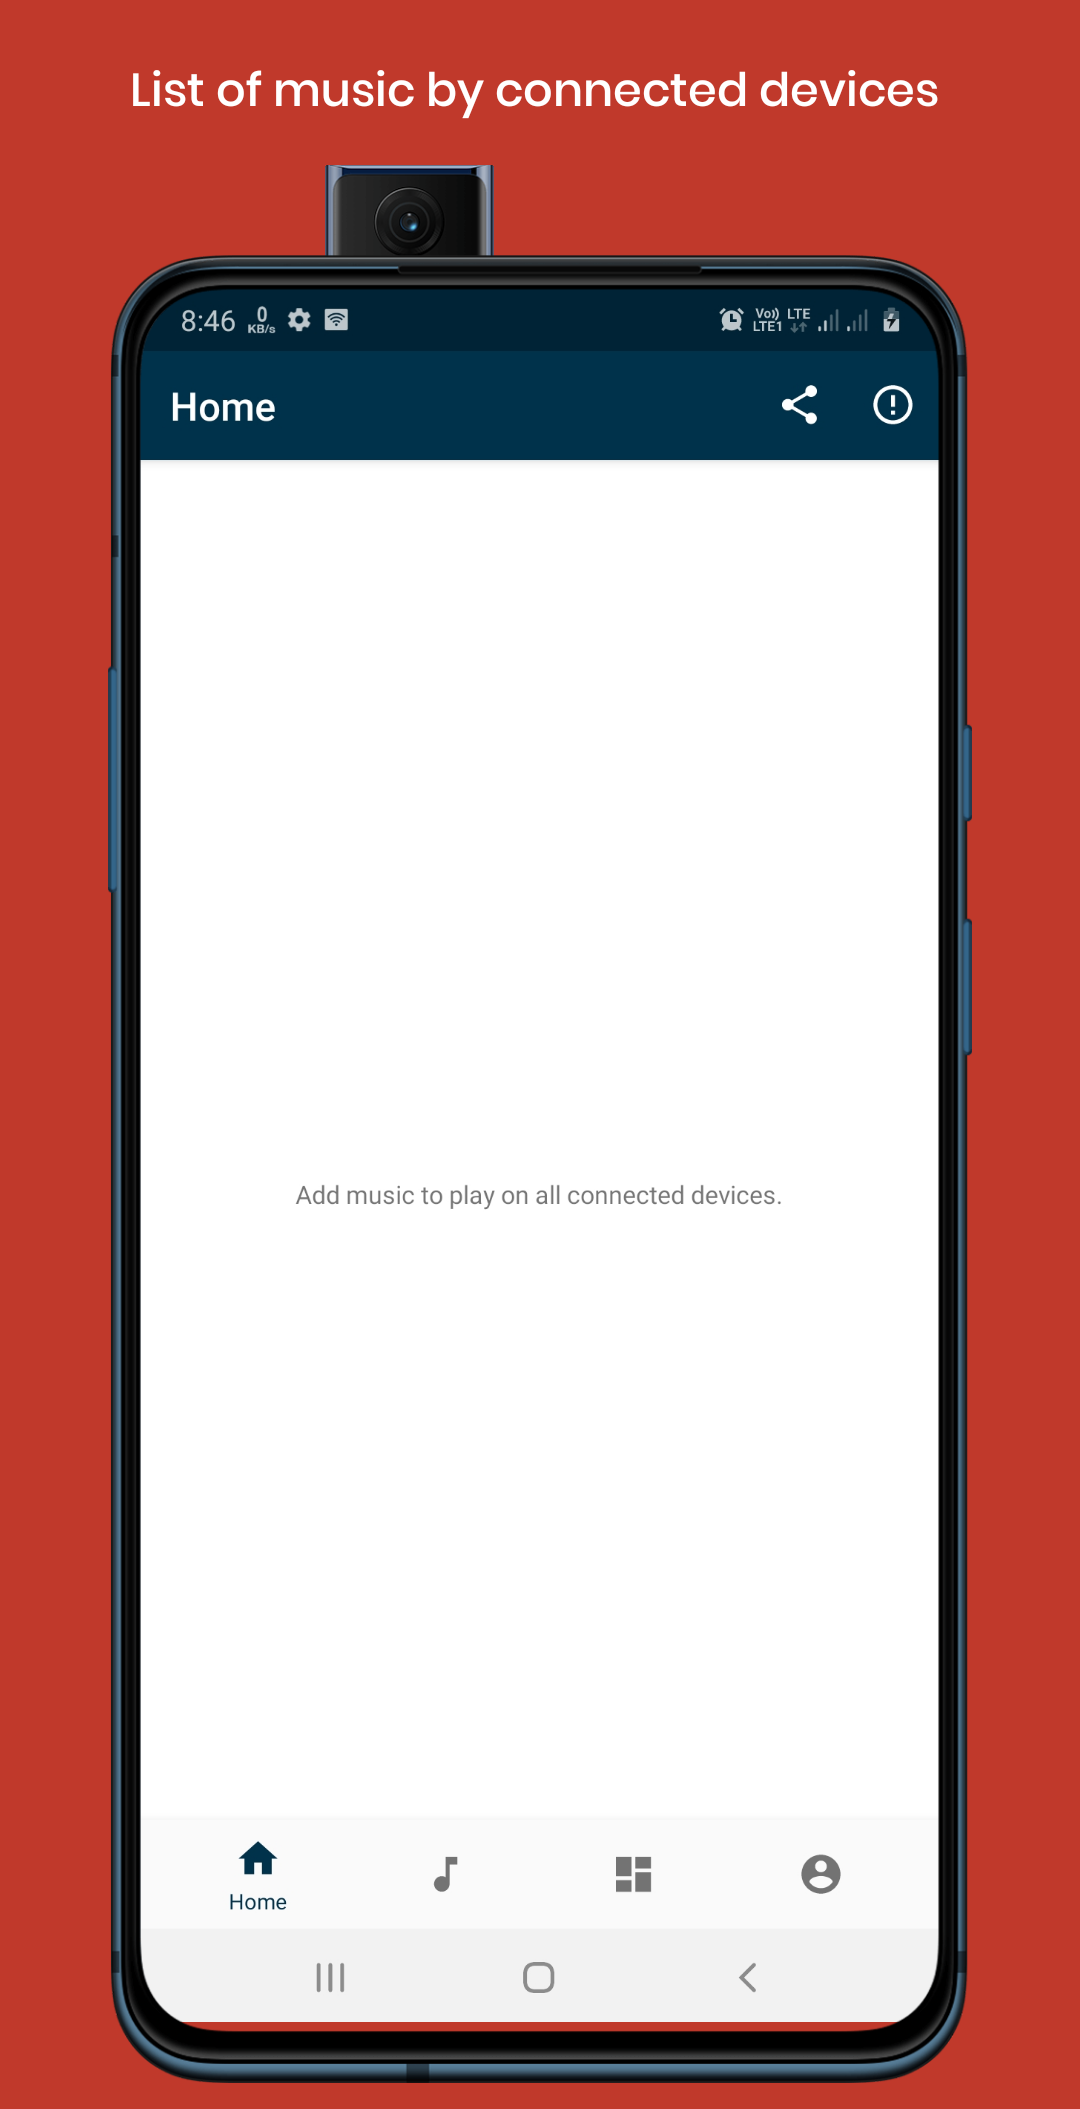 List of music by connected devices
8:46 0 KB/s Vo)) LTE1 LTE
Home
Add music to play on all connected devices.
Home